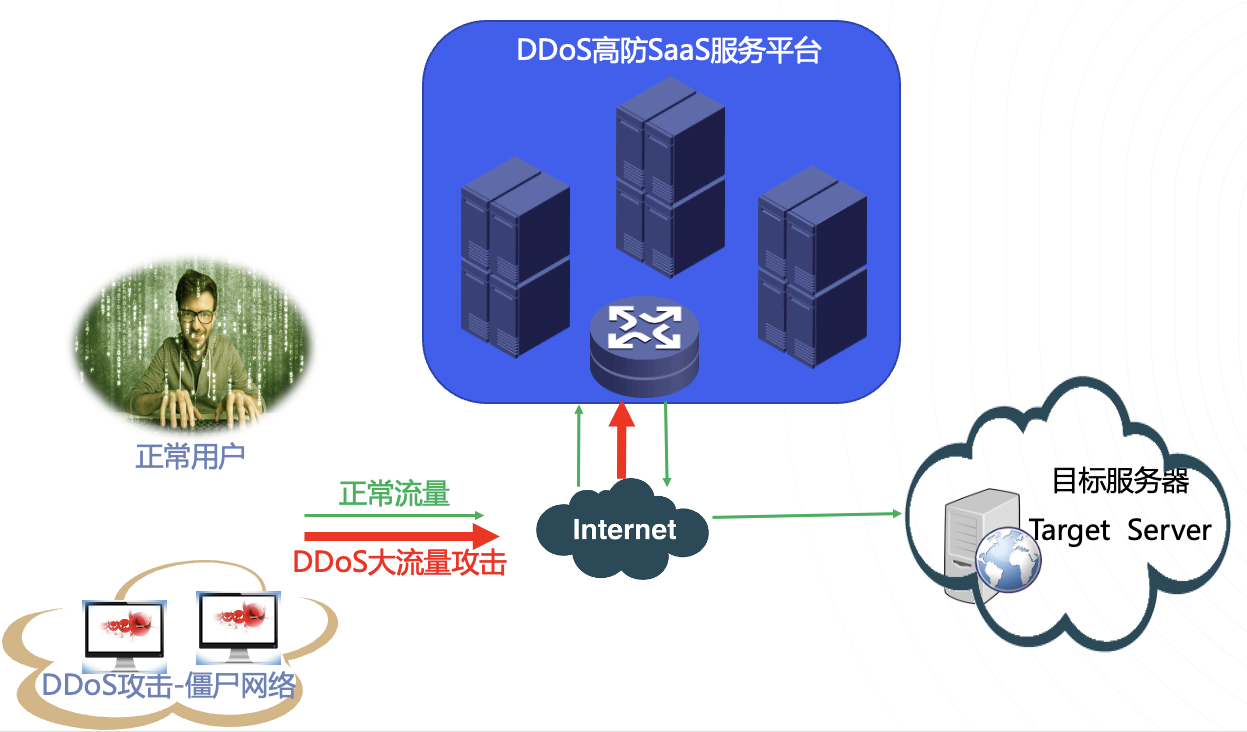 DDoS高防SaaS服务平台
正常用户
正常流量
DDoS大流量攻击
Internet
目标服务器
Target Server
DDoS攻击-僵尸网络